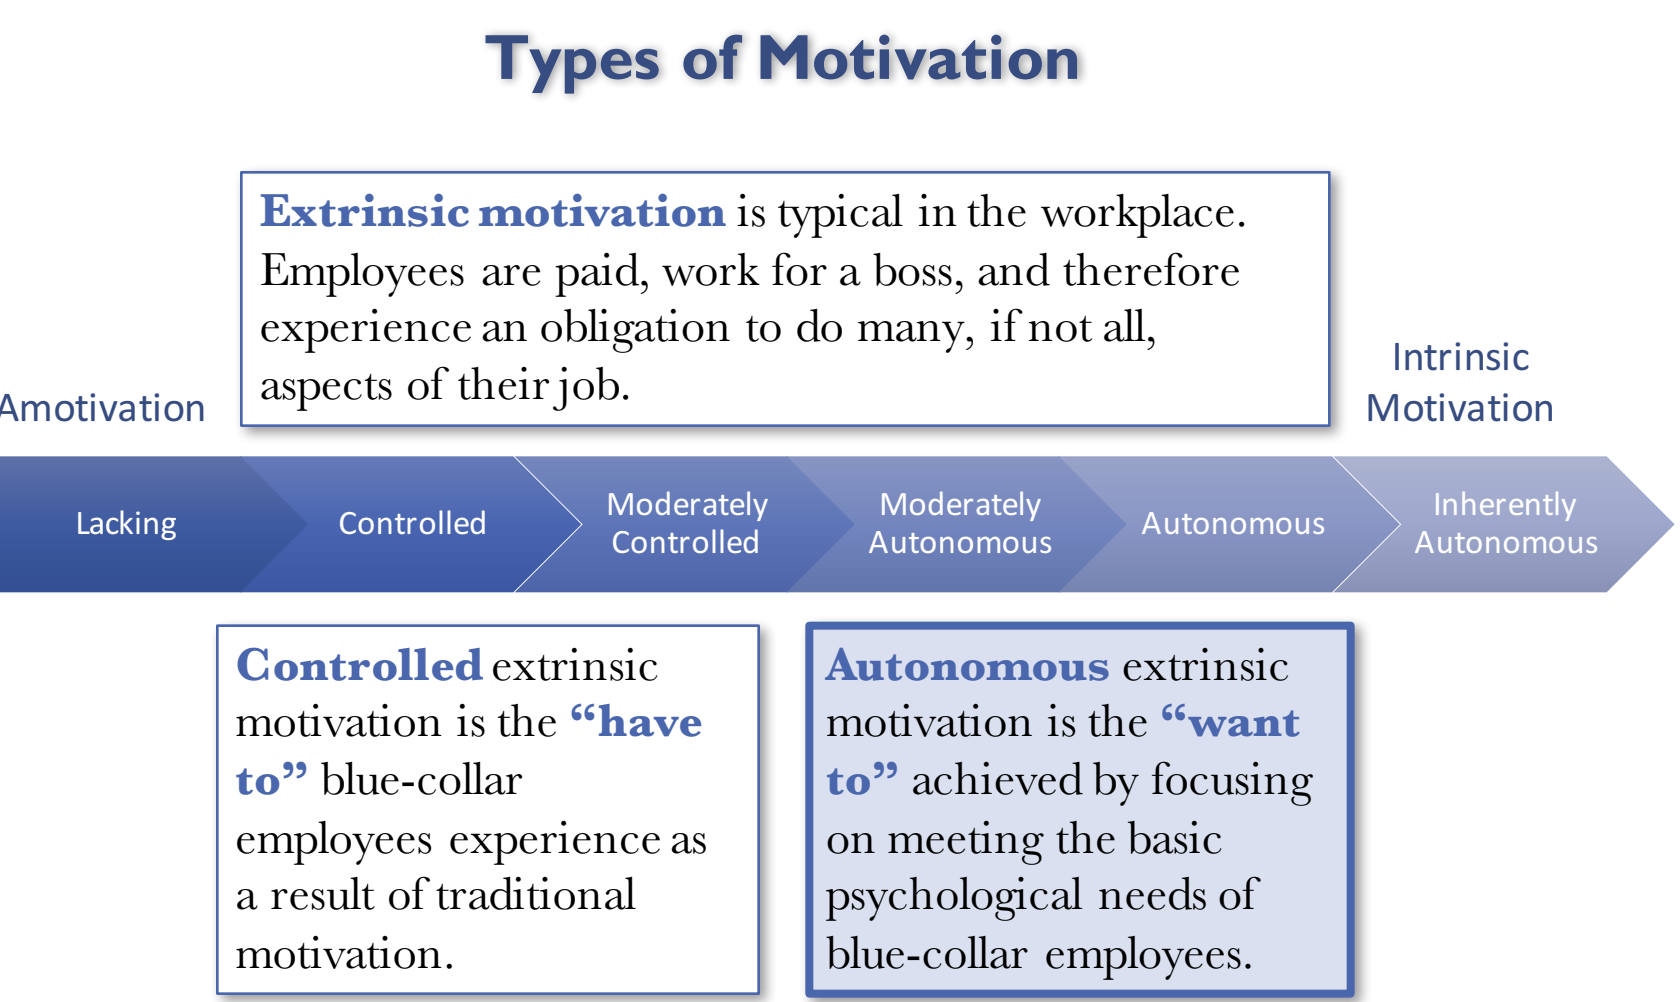 Types of Motivation
Extrinsic motivation is typical in the workplace.
Employees are paid, work for a boss, and therefore
experience an obligation to do many, if not all,
aspects of their job.
Amotivation
Intrinsic
Motivation
Lacking
Controlled
Moderately
Controlled
Moderately
Autonomous
Autonomous
Inherently
Autonomous
Controlled extrinsic
motivation is the “have
to” blue-collar
employees experience as
a result of traditional
motivation.
Autonomous extrinsic
motivation is the “want
to” achieved by focusing
on meeting the basic
psychological needs of
blue-collar employees.